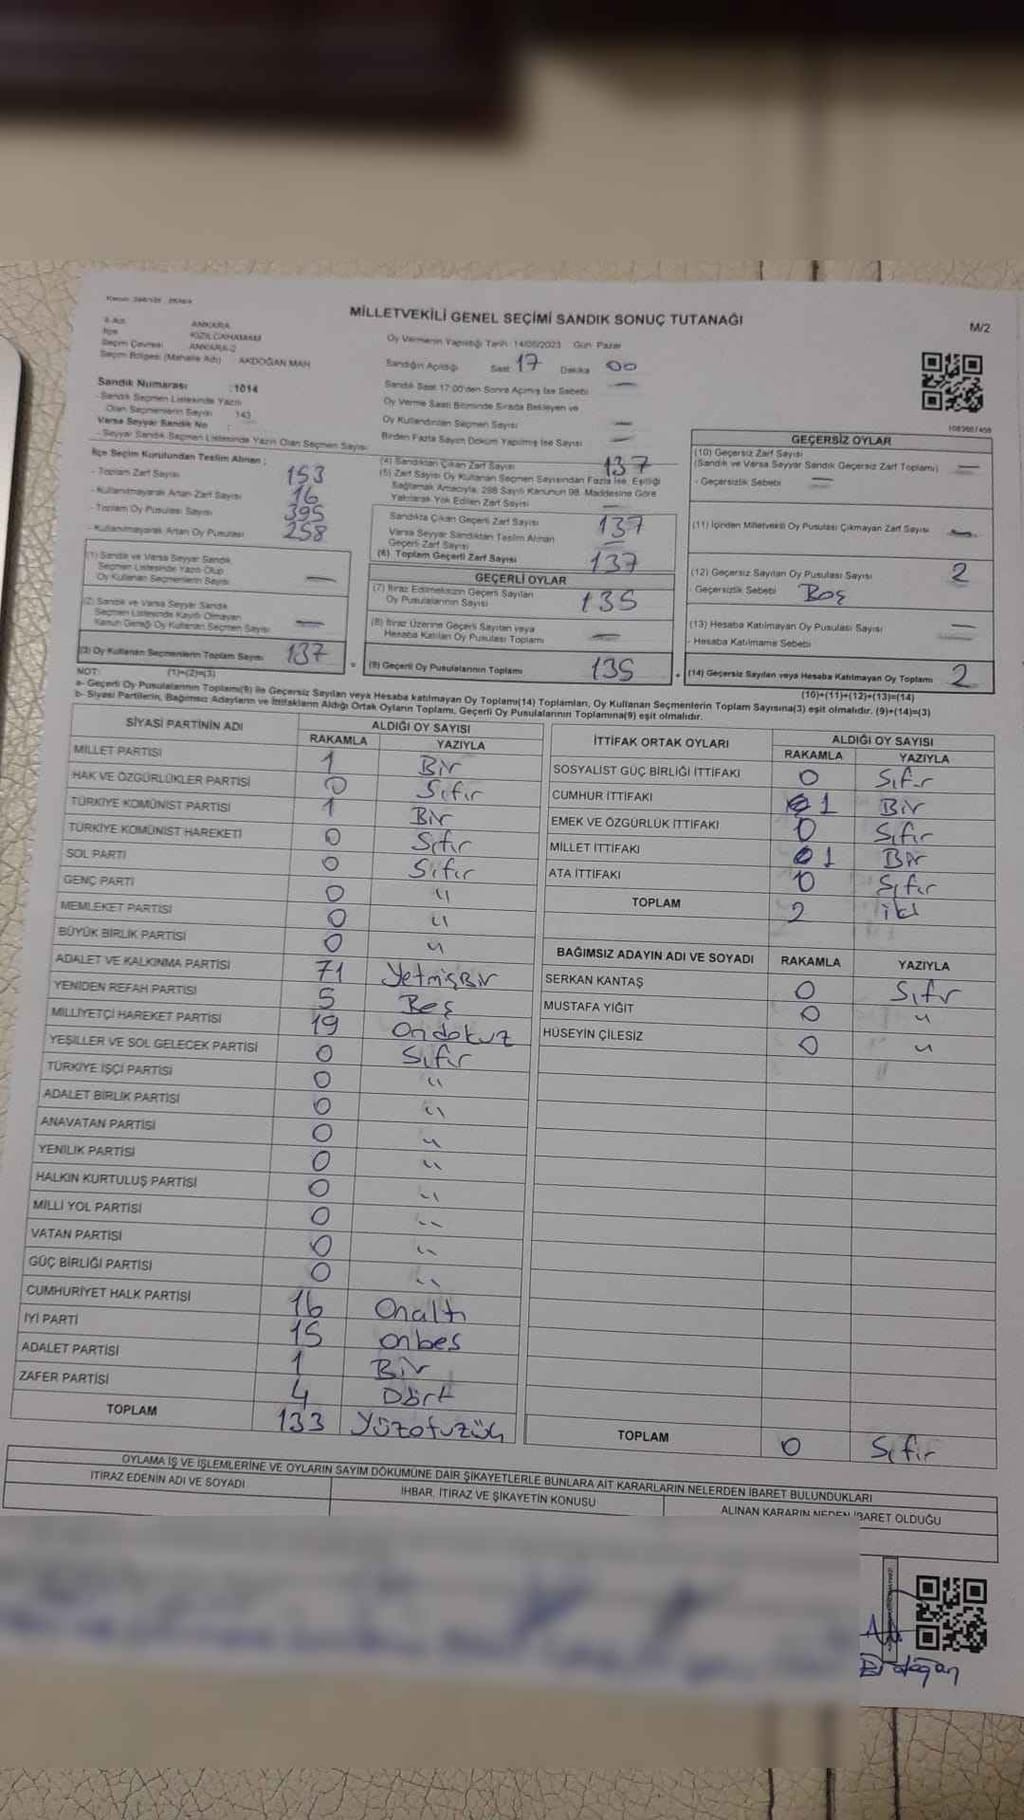 MİLLETVEKİLİ GENEL SEÇİMİ SANDIK SONUÇ TUTANAĞI
M/2
ANKARA
KIZILCAHAMAM
Seçim Çevresi ANKARA-2
Seçim Bölgesi (Mahalle Adı) AKDOĞAN MAH
Sandık Numarası : 1014
Sandık Seçmen Listesinde Yazılı
Olan Seçmenlerin Sayısı 143
Varsa Seyyar Sandık No :
- Seyyar Sandık Seçmen Listesinde Yazılı Olan Seçmen Sayısı
Oy Vermenin Yapıldığı Tarih: 14/05/2023 Gün: Pazar
Sandığın Açıldığı Saat 17 Dakika 00
Sandık Saat 17:00'den Sonra Açılmış İse Sebebi —
Oy Verme Saati Bitiminde Sırada Bekleyen ve
Oy Kullandırılan Seçmen Sayısı —
Birden Fazla Sayım Döküm Yapılmış İse Sayısı —
İlçe Seçim Kurulundan Teslim Alınan ;
- Toplam Zarf Sayısı 153
- Kullanılmayarak Artan Zarf Sayısı 16
- Toplam Oy Pusulası Sayısı 395
- Kullanılmayarak Artan Oy Pusulası 258
(1) Sandık ve Varsa Seyyar Sandık
Seçmen Listesinde Yazılı Olup
Oy Kullanan Seçmenlerin Sayısı —
(2) Sandık ve Varsa Seyyar Sandık
Seçmen Listesinde Kayıtlı Olmayan
Kanun Gereği Oy Kullanan Seçmen Sayısı —
(3) Oy Kullanan Seçmenlerin Toplam Sayısı 137
(1)+(2)=(3)
(4) Sandıktan Çıkan Zarf Sayısı 137
(5) Zarf Sayısı Oy Kullanan Seçmen Sayısından Fazla İse, Eşitliği
Sağlamak Amacıyla, 298 Sayılı Kanunun 98. Maddesine Göre
Yakılarak Yok Edilen Zarf Sayısı —
Sandıkta Çıkan Geçerli Zarf Sayısı 137
Varsa Seyyar Sandıktan Teslim Alınan
Geçerli Zarf Sayısı —
(6) Toplam Geçerli Zarf Sayısı 137
GEÇERLİ OYLAR
(7) İtiraz Edilmeksizin Geçerli Sayılan
Oy Pusulalarının Sayısı 135
(8) İtiraz Üzerine Geçerli Sayılan veya
Hesaba Katılan Oy Pusulası Toplamı —
(9) Geçerli Oy Pusulalarının Toplamı 135
GEÇERSİZ OYLAR
(10) Geçersiz Zarf Sayısı
(Sandık ve Varsa Seyyar Sandık Geçersiz Zarf Toplamı) —
- Geçersizlik Sebebi —
(11) İçinden Milletvekili Oy Pusulası Çıkmayan Zarf Sayısı —
(12) Geçersiz Sayılan Oy Pusulası Sayısı 2
- Geçersizlik Sebebi Boş
(13) Hesaba Katılmayan Oy Pusulası Sayısı —
- Hesaba Katılmama Sebebi
(14) Geçersiz Sayılan veya Hesaba Katılmayan Oy Toplamı 2
(10)+(11)+(12)+(13)=(14)
NOT:
a- Geçerli Oy Pusulalarının Toplamı(9) ile Geçersiz Sayılan veya Hesaba katılmayan Oy Toplamı(14) Toplamları, Oy Kullanan Seçmenlerin Toplam Sayısına(3) eşit olmalıdır. (9)+(14)=(3)
b- Siyasi Partilerin, Bağımsız Adayların ve İttifakların Aldığı Ortak Oyların Toplamı, Geçerli Oy Pusulalarının Toplamına(9) eşit olmalıdır.
SİYASİ PARTİNİN ADI ALDIĞI OY SAYISI
RAKAMLA YAZIYLA
MİLLET PARTİSİ 1 Bir
HAK VE ÖZGÜRLÜKLER PARTİSİ 0 Sıfır
TÜRKİYE KOMÜNİST PARTİSİ 1 Bir
TÜRKİYE KOMÜNİST HAREKETİ 0 Sıfır
SOL PARTİ 0 Sıfır
GENÇ PARTİ 0 "
MEMLEKET PARTİSİ 0 "
BÜYÜK BİRLİK PARTİSİ 0 "
ADALET VE KALKINMA PARTİSİ 71 YetmişBir
YENİDEN REFAH PARTİSİ 5 Beş
MİLLİYETÇİ HAREKET PARTİSİ 19 Ondokuz
YEŞİLLER VE SOL GELECEK PARTİSİ 0 Sıfır
TÜRKİYE İŞÇİ PARTİSİ 0 "
ADALET BİRLİK PARTİSİ 0 "
ANAVATAN PARTİSİ 0 "
YENİLİK PARTİSİ 0 "
HALKIN KURTULUŞ PARTİSİ 0 "
MİLLİ YOL PARTİSİ 0 "
VATAN PARTİSİ 0 "
GÜÇ BİRLİĞİ PARTİSİ 0 "
CUMHURİYET HALK PARTİSİ 16 Onaltı
İYİ PARTİ 15 onbeş
ADALET PARTİSİ 1 Bir
ZAFER PARTİSİ 4 Dört
TOPLAM 133 Yüzotuzüç
İTTİFAK ORTAK OYLARI ALDIĞI OY SAYISI
RAKAMLA YAZIYLA
SOSYALİST GÜÇ BİRLİĞİ İTTİFAKI 0 Sıfır
CUMHUR İTTİFAKI 1 Bir
EMEK VE ÖZGÜRLÜK İTTİFAKI 0 Sıfır
MİLLET İTTİFAKI 1 Bir
ATA İTTİFAKI 0 Sıfır
TOPLAM 2 iki
BAĞIMSIZ ADAYIN ADI VE SOYADI RAKAMLA YAZIYLA
SERKAN KANTAŞ 0 Sıfır
MUSTAFA YİĞİT 0 "
HÜSEYİN ÇİLESİZ 0 "
TOPLAM 0 Sıfır
OYLAMA İŞ VE İŞLEMLERİNE VE OYLARIN SAYIM DÖKÜMÜNE DAİR ŞİKAYETLERLE BUNLARA AİT KARARLARIN NELERDEN İBARET BULUNDUKLARI
İTİRAZ EDENİN ADI VE SOYADI
İHBAR, İTİRAZ VE ŞİKAYETİN KONUSU
ALINAN KARARIN NEDEN İBARET OLDUĞU
Erdoğan